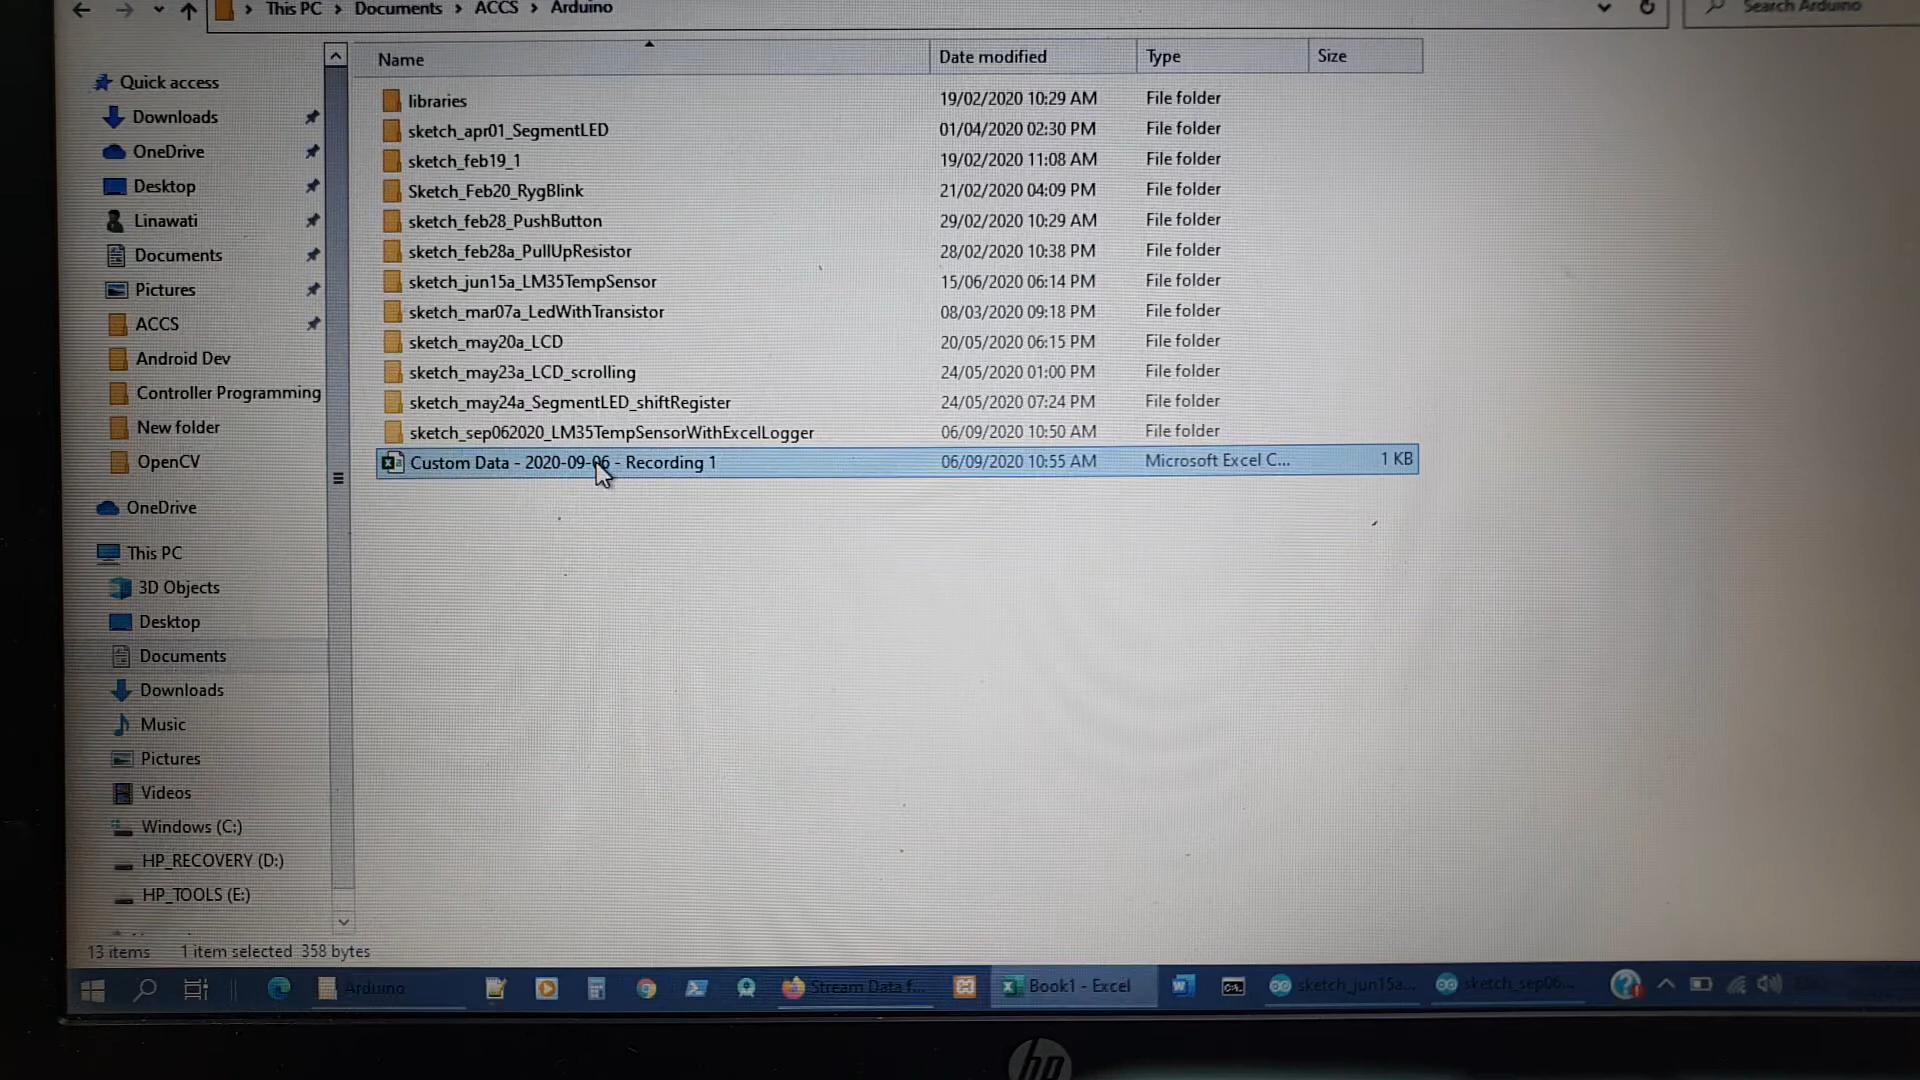 This PC > Documents > ACCS > Arduino
Search Arduino
Name Date modified Type Size
Quick access
Downloads
OneDrive
Desktop
Linawati
Documents
Pictures
ACCS
Android Dev
Controller Programming
New folder
OpenCV
OneDrive
This PC
3D Objects
Desktop
Documents
Downloads
Music
Pictures
Videos
Windows (C:)
HP_RECOVERY (D:)
HP_TOOLS (E:)
libraries 19/02/2020 10:29 AM File folder
sketch_apr01_SegmentLED 01/04/2020 02:30 PM File folder
sketch_feb19_1 19/02/2020 11:08 AM File folder
Sketch_Feb20_RygBlink 21/02/2020 04:09 PM File folder
sketch_feb28_PushButton 29/02/2020 10:29 AM File folder
sketch_feb28a_PullUpResistor 28/02/2020 10:38 PM File folder
sketch_jun15a_LM35TempSensor 15/06/2020 06:14 PM File folder
sketch_mar07a_LedWithTransistor 08/03/2020 09:18 PM File folder
sketch_may20a_LCD 20/05/2020 06:15 PM File folder
sketch_may23a_LCD_scrolling 24/05/2020 01:00 PM File folder
sketch_may24a_SegmentLED_shiftRegister 24/05/2020 07:24 PM File folder
sketch_sep062020_LM35TempSensorWithExcelLogger 06/09/2020 10:50 AM File folder
Custom Data - 2020-09-06 - Recording 1 06/09/2020 10:55 AM Microsoft Excel C... 1 KB
13 items 1 item selected 358 bytes
Arduino Stream Data f... Book1 - Excel sketch_jun15a... sketch_sep06...
hp